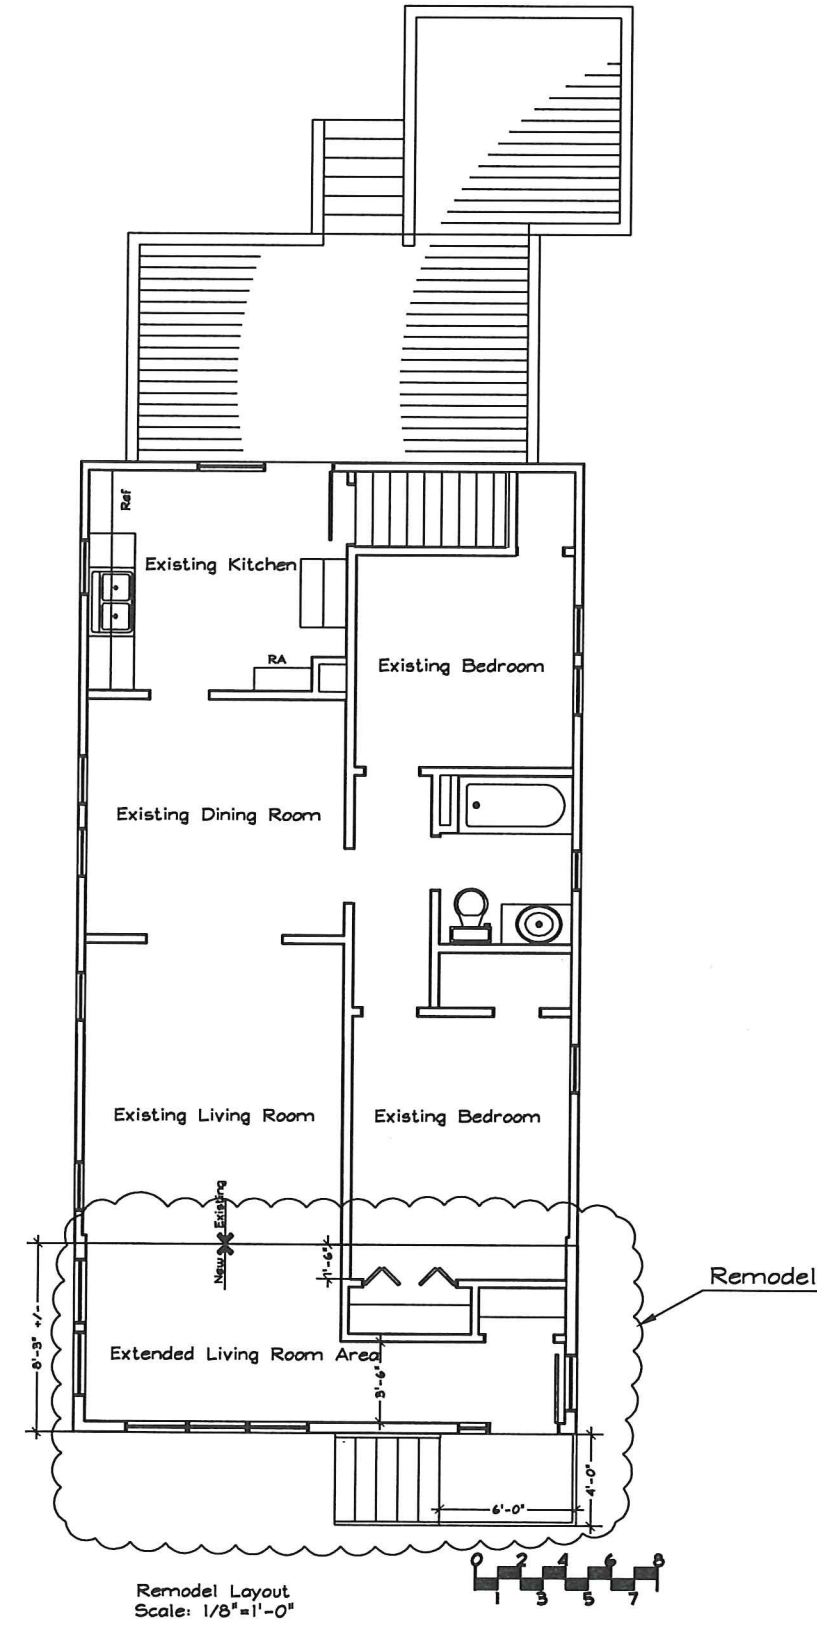 Ref
Existing Kitchen
RA
Existing Bedroom
Existing Dining Room
Existing Living Room
Existing Bedroom
Existing
New
1'-6"
8'-3" +/-
Remodel
Extended Living Room Area
3'-6"
4'-0"
6'-0"
0 2 4 6 8
1 3 5 7
Remodel Layout
Scale: 1/8"=1'-0"